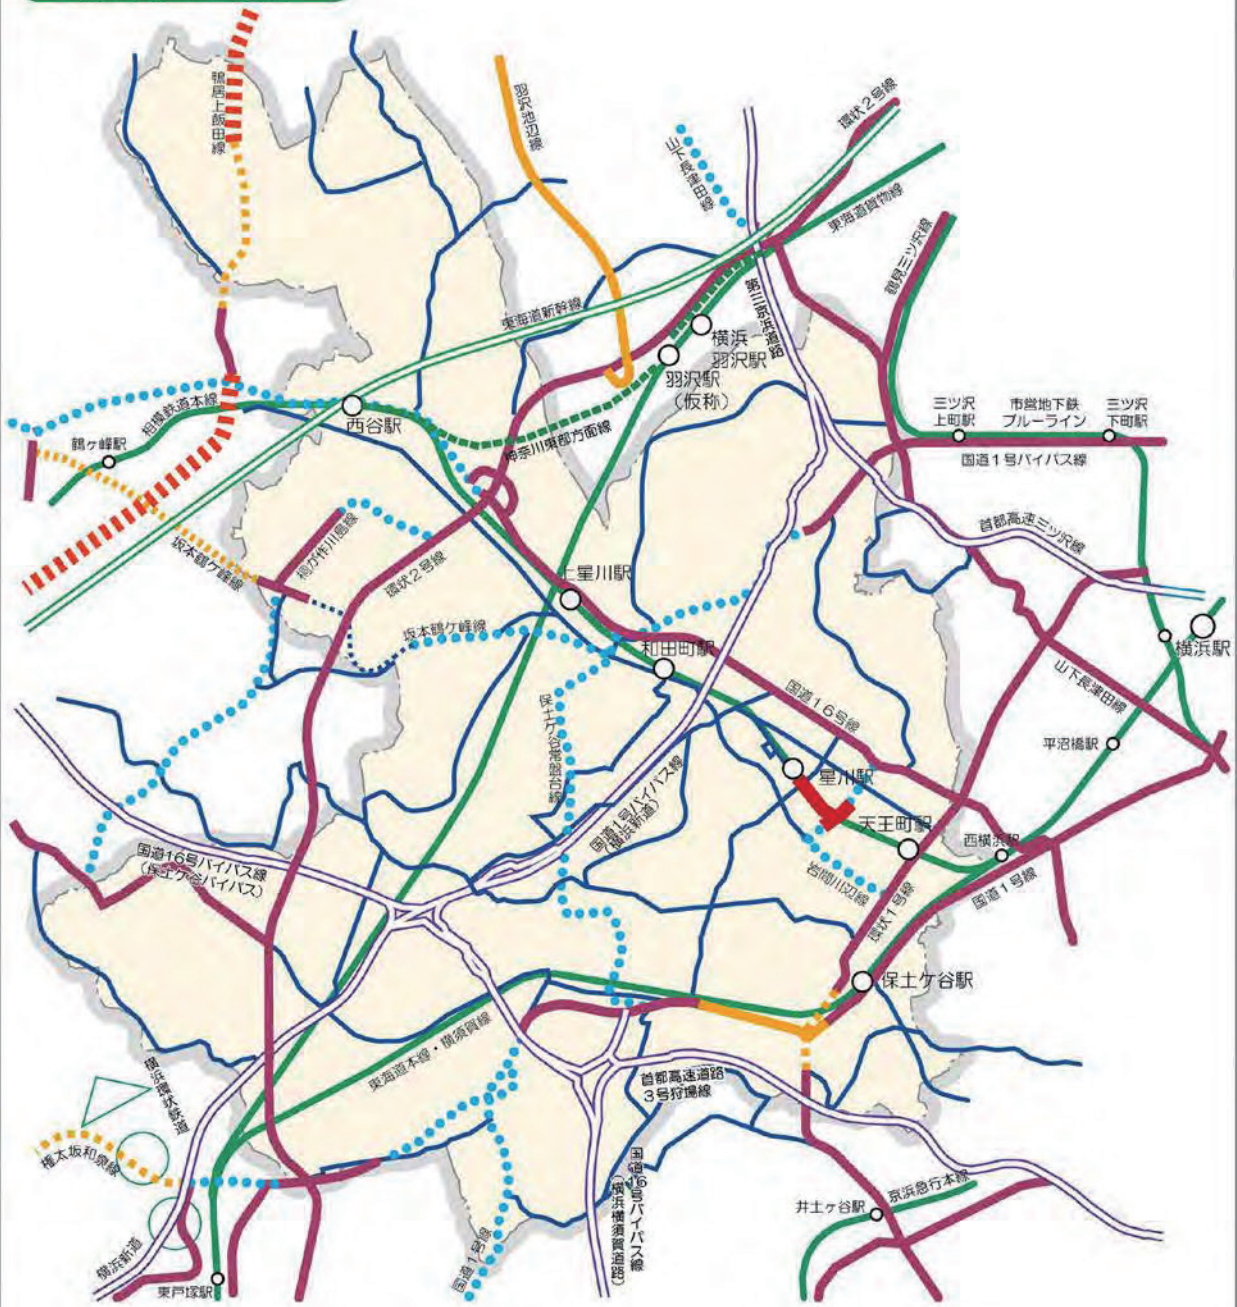 鴨居上飯田線
羽沢池辺線
山下長津田線
環状2号線
東海道貨物線
鶴見三ツ沢線
東海道新幹線
第三京浜道路
横浜
羽沢駅
羽沢駅
(仮称)
相模鉄道本線
西谷駅
鶴ヶ峰駅
神奈川東部方面線
三ツ沢
上町駅
市営地下鉄
ブルーライン
三ツ沢
下町駅
国道1号バイパス線
首都高速三ツ沢線
坂本鶴ケ峰線
環状2号線
上星川駅
坂本鶴ケ峰線
和田町駅
横浜駅
山下長津田線
国道16号線
保土ケ谷常盤台線
平沼橋駅
星川駅
国道1号バイパス線
(横浜新道)
天王町駅
西横浜駅
国道16号バイパス線
(保土ケ谷バイパス)
岩間川辺線
環状1号線
国道1号線
保土ケ谷駅
東海道本線・横須賀線
横浜環状鉄道
首都高速道路
3号狩場線
権太坂和泉線
国道16号バイパス線
(横浜横須賀道路)
井土ヶ谷駅
京浜急行本線
横浜新道
国道1号線
東戸塚駅